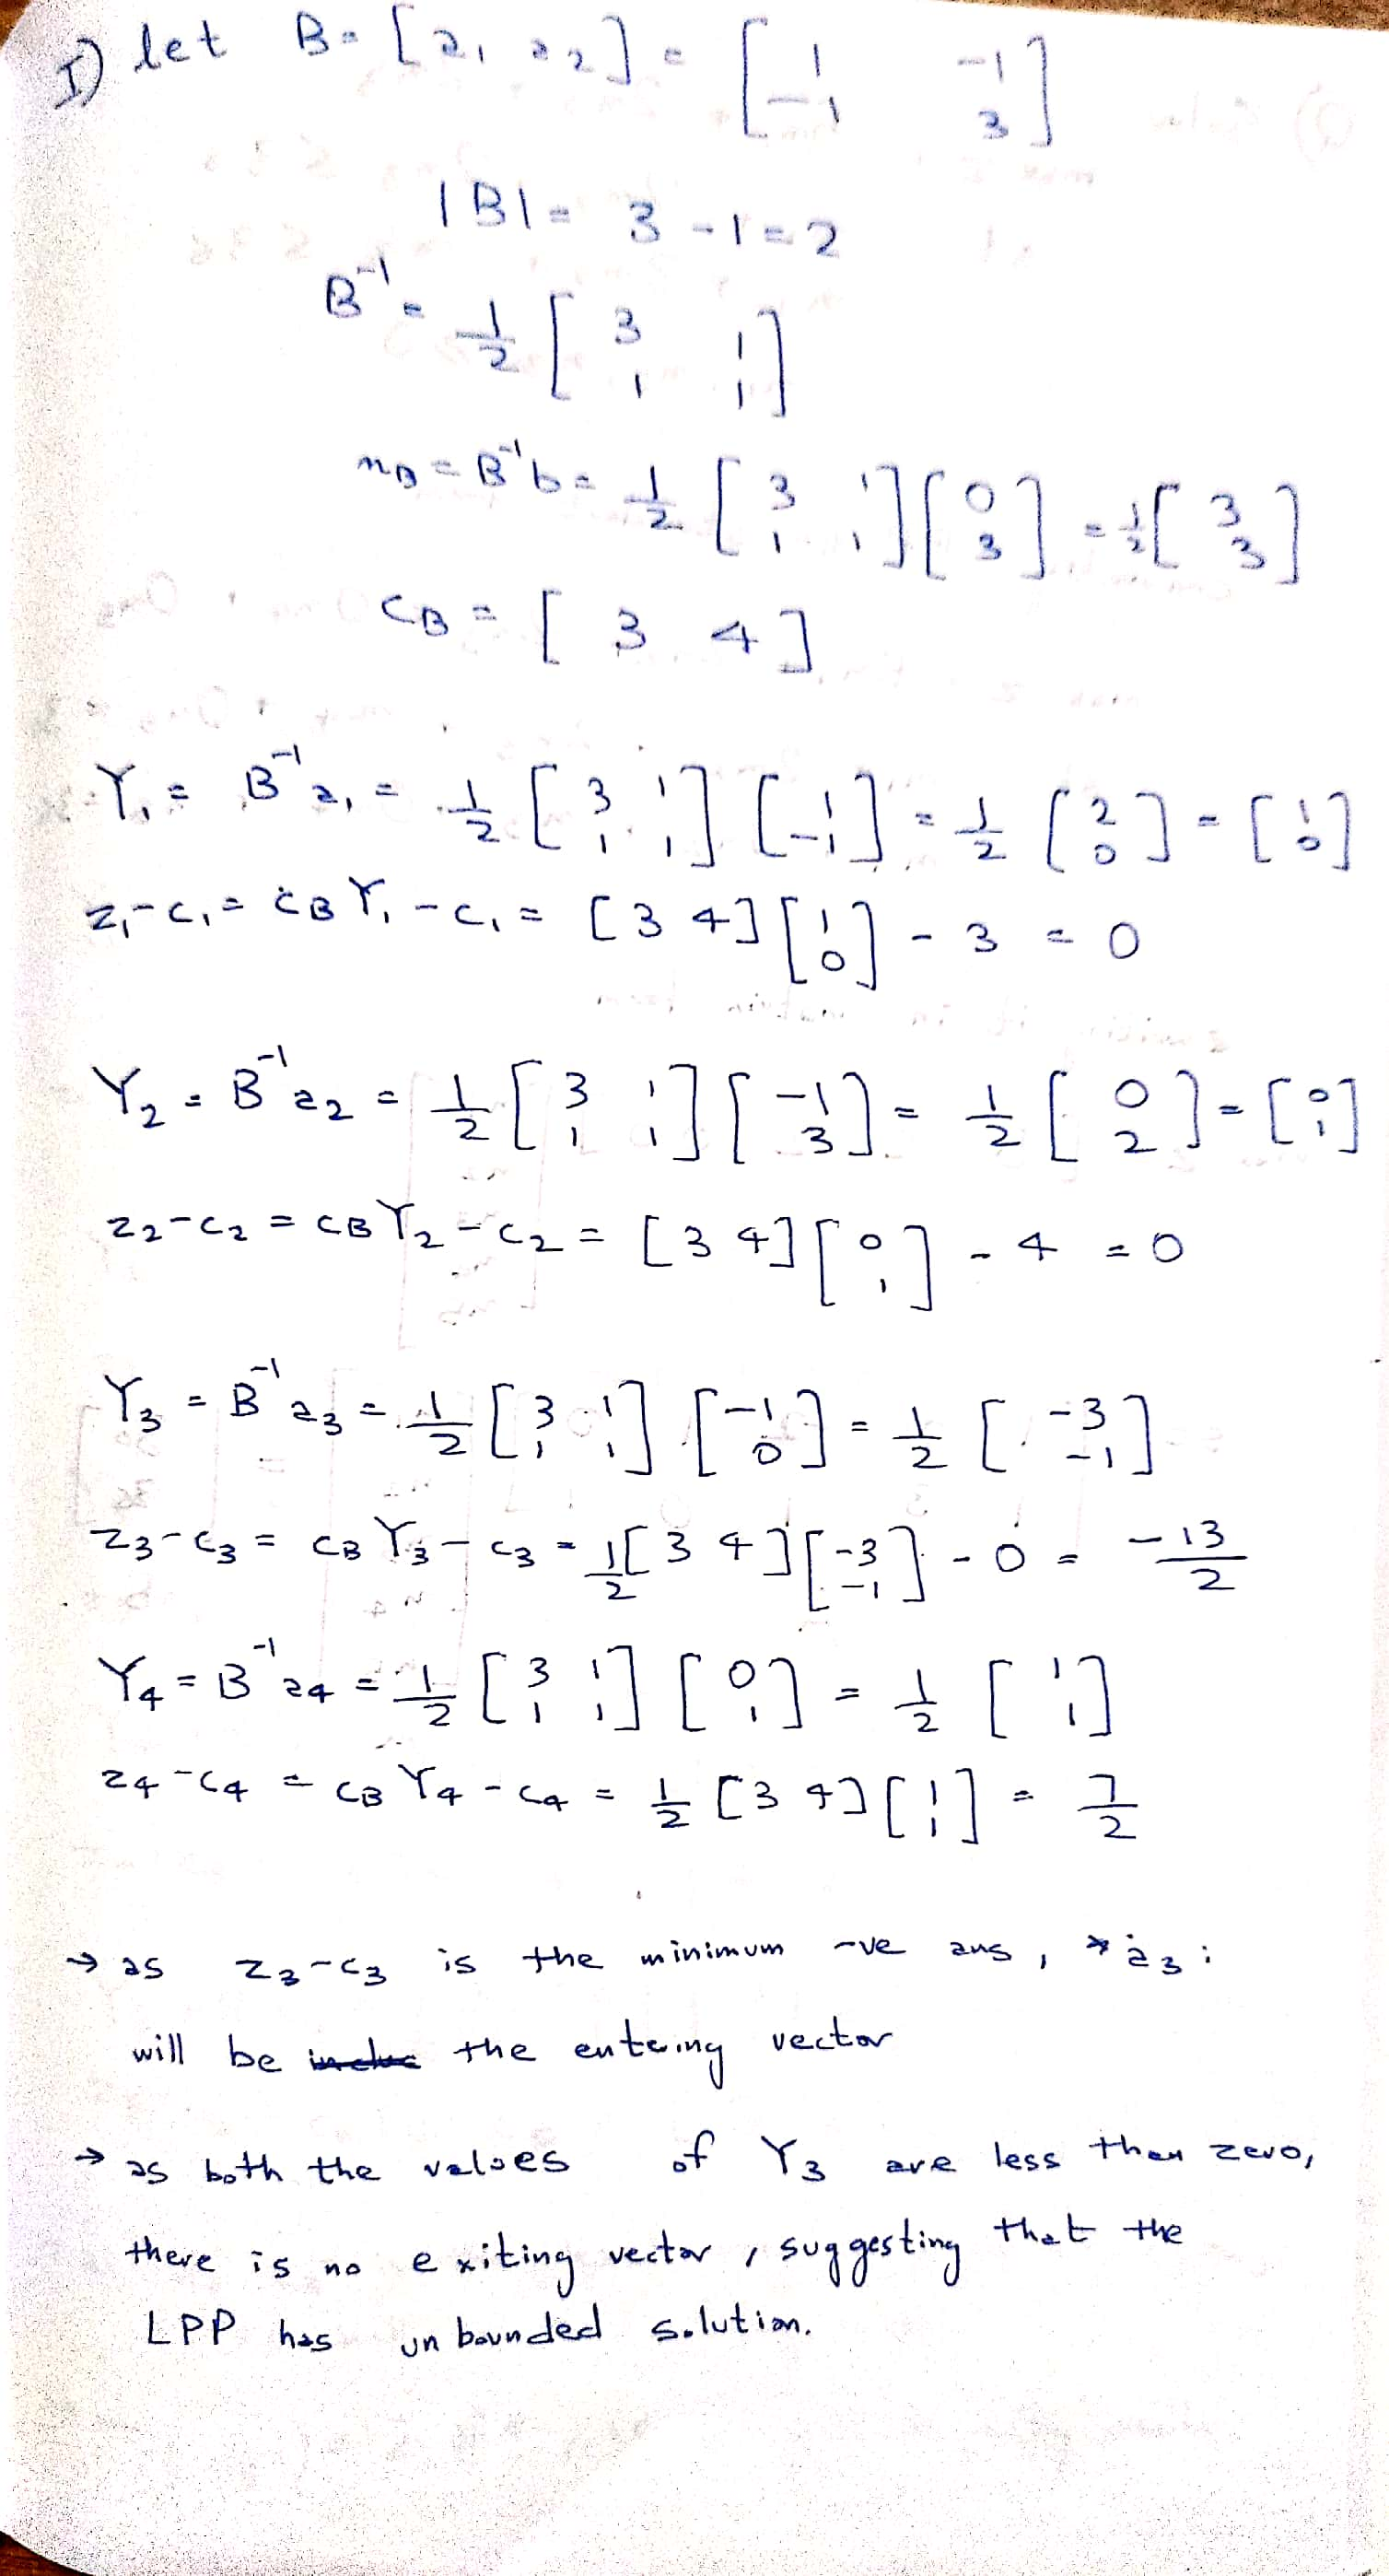 I) let B = [a₁ a₂] = [1 -1; -1 3]
|B| = 3 - 1 = 2
B⁻¹ = 1/2 [3 1; 1 1]
x_B = B⁻¹b = 1/2 [3 1; 1 1][0; 3] = 1/2 [3; 3]
C_B = [3 4]
Y₁ = B⁻¹a₁ = 1/2 [3 1; 1 1][1; -1] = 1/2 [2; 0] = [1; 0]
z₁-c₁ = c_B Y₁ - c₁ = [3 4][1; 0] - 3 = 0
Y₂ = B⁻¹a₂ = 1/2 [3 1; 1 1][-1; 3] = 1/2 [0; 2] = [0; 1]
z₂-c₂ = c_B Y₂ - c₂ = [3 4][0; 1] - 4 = 0
Y₃ = B⁻¹a₃ = 1/2 [3 1; 1 1][-1; 0] = 1/2 [-3; -1]
z₃-c₃ = c_B Y₃ - c₃ = 1/2 [3 4][-3; -1] - 0 = -13/2
Y₄ = B⁻¹a₄ = 1/2 [3 1; 1 1][0; 1] = 1/2 [1; 1]
z₄-c₄ = c_B Y₄ - c₄ = 1/2 [3 4][1; 1] = 7/2
→ as z₃-c₃ is the minimum -ve ans, a₃
will be the entering vector
→ as both the values of Y₃ are less than zero,
there is no exiting vector, suggesting that the
LPP has unbounded solution.